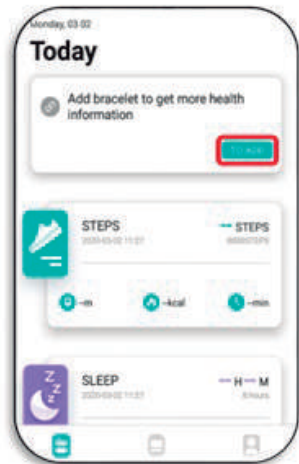 Monday, 03.02
Today
Add bracelet to get more health
information
STEPS
-- STEPS
2020-03-02 11:27
--m
--kcal
--min
SLEEP
-- H -- M
2020-03-02 11:27
8 hours